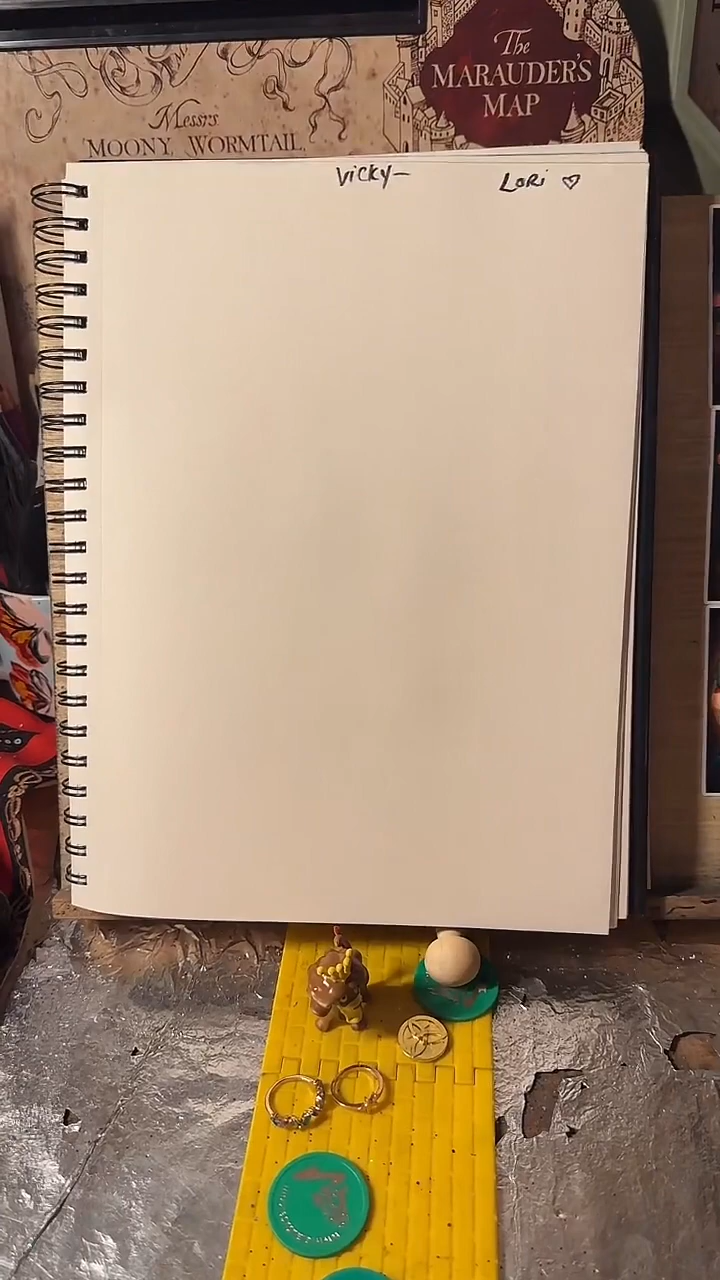 The
MARAUDER'S
MAP
Messrs
MOONY, WORMTAIL,
Vicky—
LORi ♡